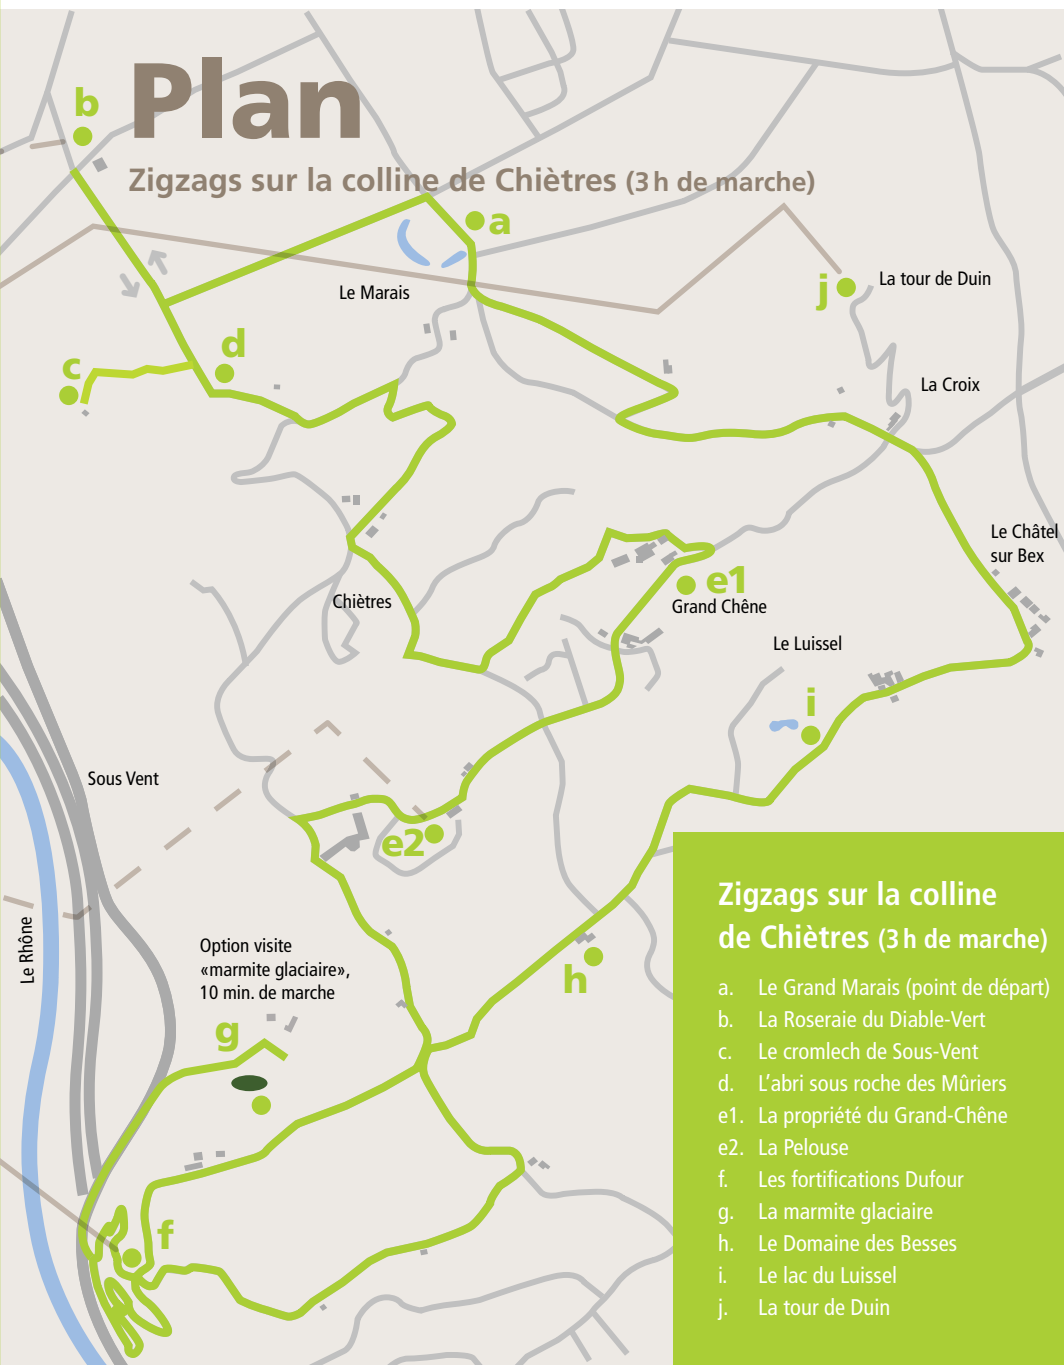 Plan
Zigzags sur la colline de Chiètres (3 h de marche)
b
a
Le Marais
j
La tour de Duin
d
c
La Croix
Le Châtel
sur Bex
e1
Chiètres
Grand Chêne
Le Luissel
i
Sous Vent
e2
Le Rhône
Option visite
«marmite glaciaire»,
10 min. de marche
h
g
f
Zigzags sur la colline
de Chiètres (3 h de marche)
a. Le Grand Marais (point de départ)
b. La Roseraie du Diable-Vert
c. Le cromlech de Sous-Vent
d. L’abri sous roche des Mûriers
e1. La propriété du Grand-Chêne
e2. La Pelouse
f. Les fortifications Dufour
g. La marmite glaciaire
h. Le Domaine des Besses
i. Le lac du Luissel
j. La tour de Duin